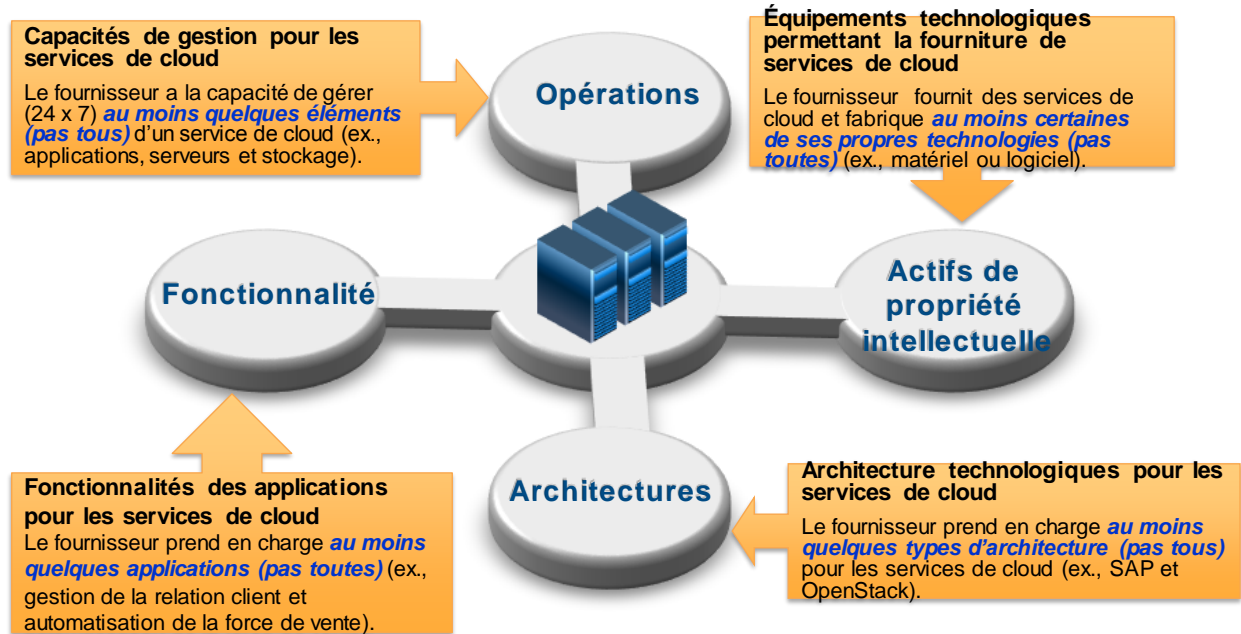 Capacités de gestion pour les
services de cloud
Le fournisseur a la capacité de gérer
(24 x 7) au moins quelques éléments
(pas tous) d’un service de cloud (ex.,
applications, serveurs et stockage).
Opérations
Équipements technologiques
permettant la fourniture de
services de cloud
Le fournisseur fournit des services de
cloud et fabrique au moins certaines
de ses propres technologies (pas
toutes) (ex., matériel ou logiciel).
Fonctionnalité
Actifs de
propriété
intellectuelle
Fonctionnalités des applications
pour les services de cloud
Le fournisseur prend en charge au moins
quelques applications (pas toutes) (ex.,
gestion de la relation client et
automatisation de la force de vente).
Architectures
Architecture technologiques pour les
services de cloud
Le fournisseur prend en charge au moins
quelques types d’architecture (pas tous)
pour les services de cloud (ex., SAP et
OpenStack).